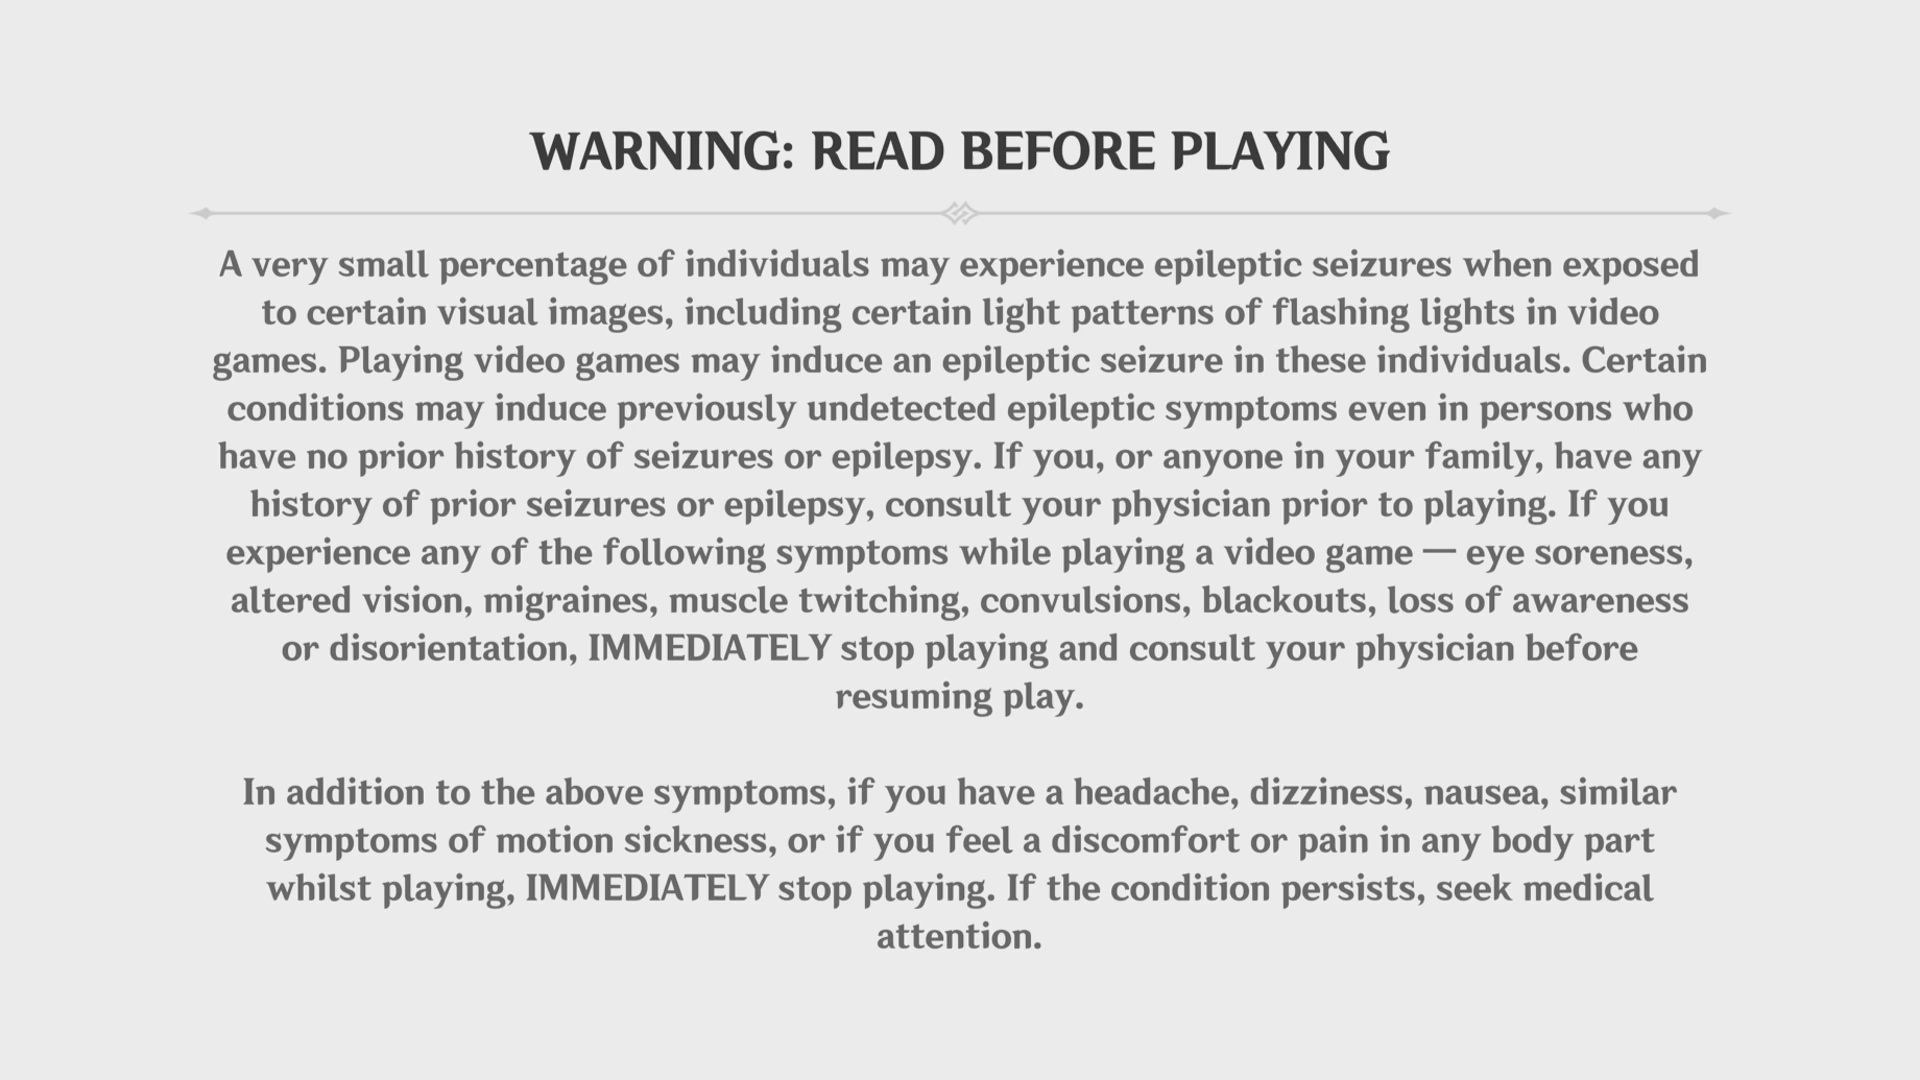 WARNING: READ BEFORE PLAYING
A very small percentage of individuals may experience epileptic seizures when exposed
to certain visual images, including certain light patterns of flashing lights in video
games. Playing video games may induce an epileptic seizure in these individuals. Certain
conditions may induce previously undetected epileptic symptoms even in persons who
have no prior history of seizures or epilepsy. If you, or anyone in your family, have any
history of prior seizures or epilepsy, consult your physician prior to playing. If you
experience any of the following symptoms while playing a video game — eye soreness,
altered vision, migraines, muscle twitching, convulsions, blackouts, loss of awareness
or disorientation, IMMEDIATELY stop playing and consult your physician before
resuming play.
In addition to the above symptoms, if you have a headache, dizziness, nausea, similar
symptoms of motion sickness, or if you feel a discomfort or pain in any body part
whilst playing, IMMEDIATELY stop playing. If the condition persists, seek medical
attention.